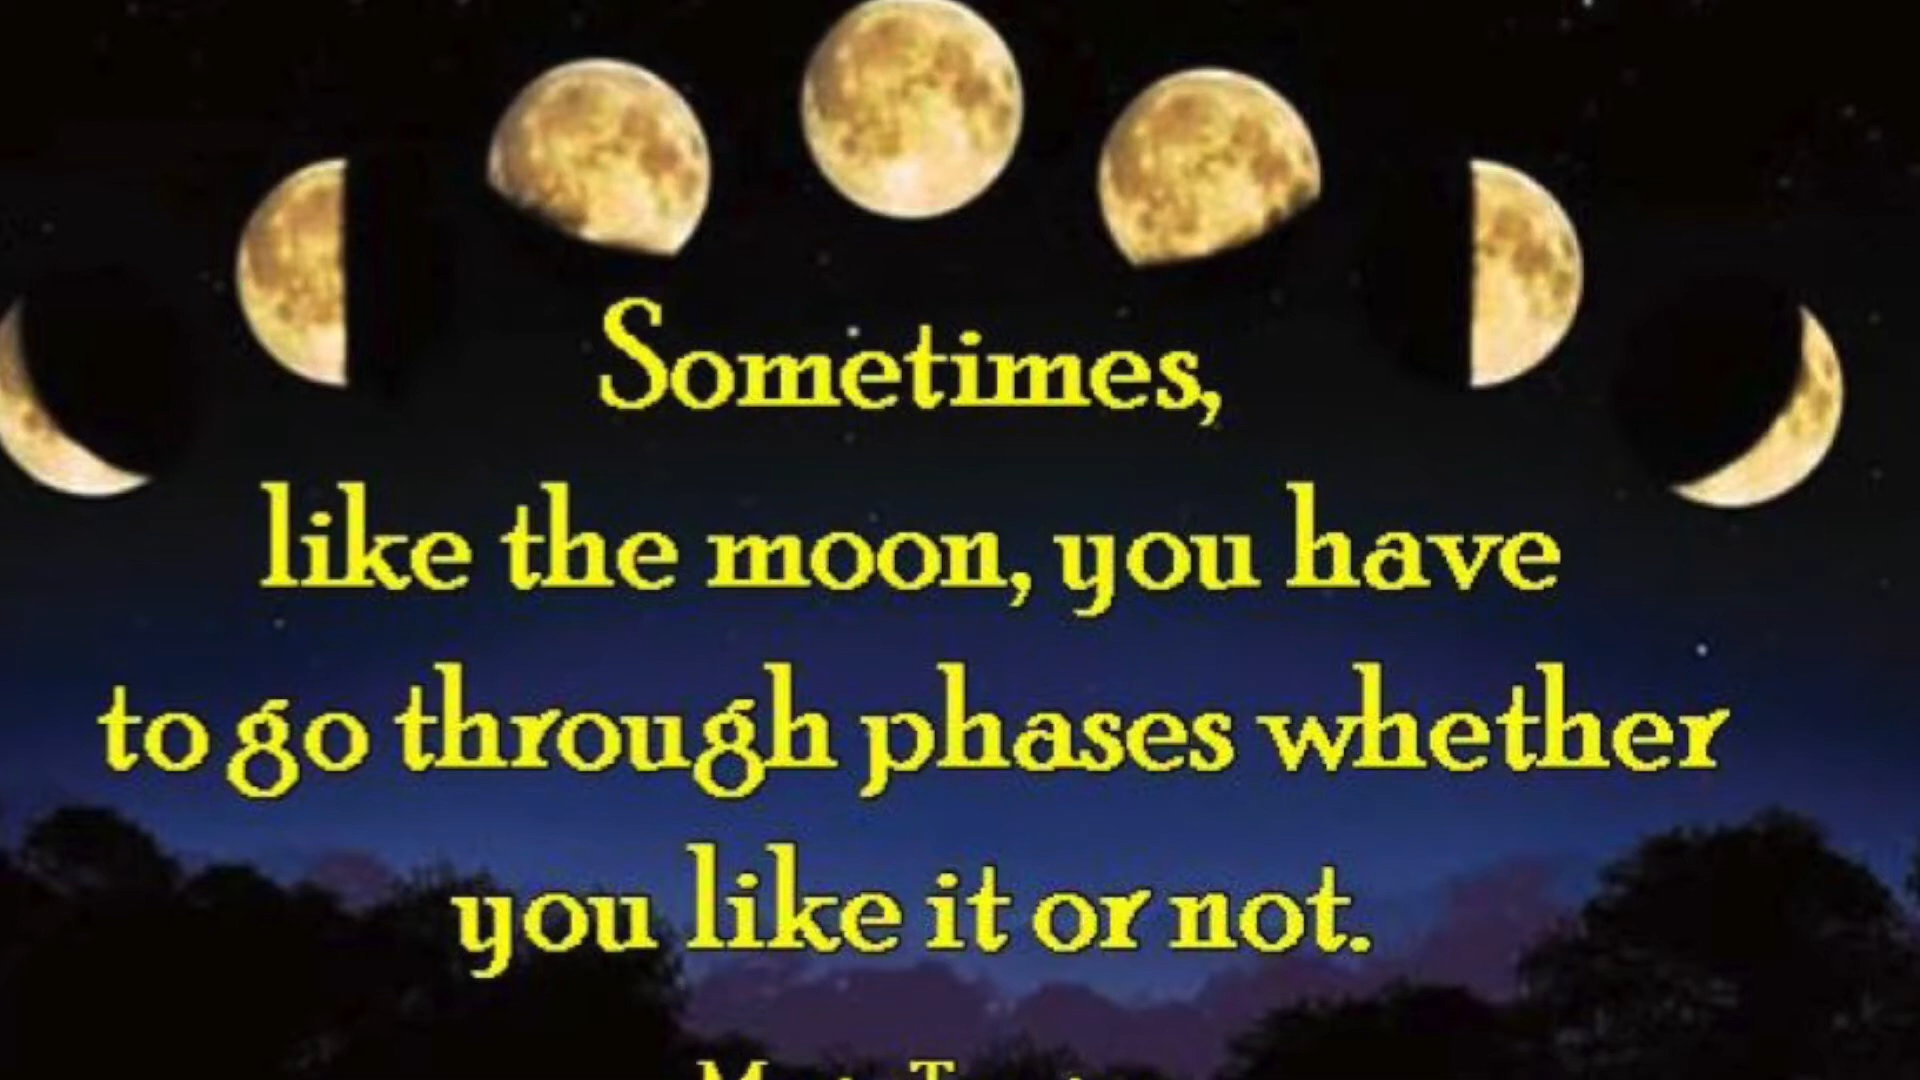 Sometimes,
like the moon, you have
to go through phases whether
you like it or not.